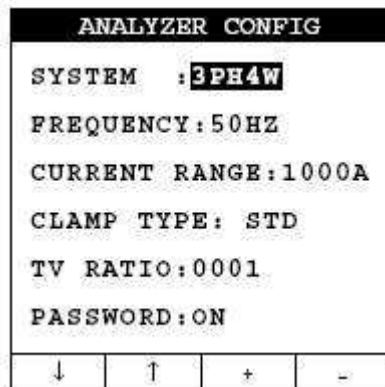 ANALYZER CONFIG
SYSTEM :3PH4W
FREQUENCY:50HZ
CURRENT RANGE:1000A
CLAMP TYPE: STD
TV RATIO:0001
PASSWORD:ON
↓ ↑ + -